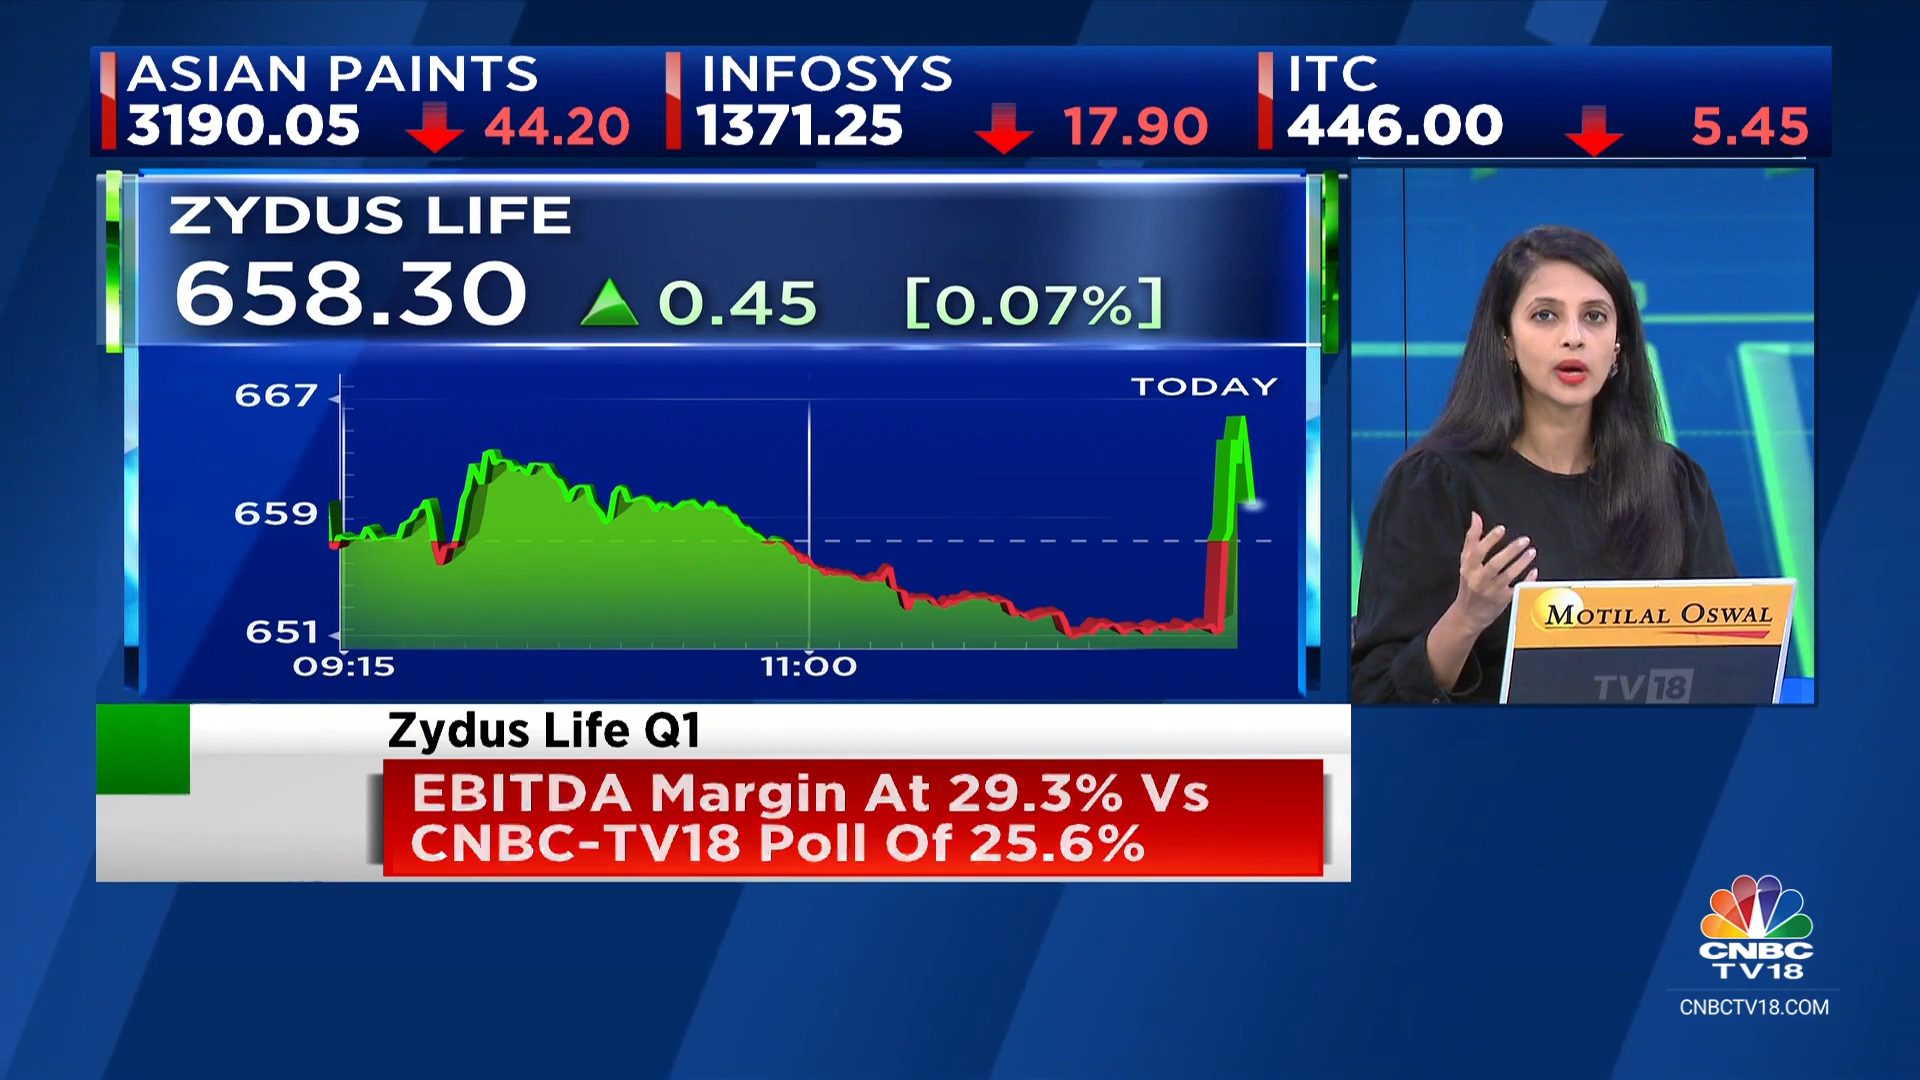 ASIAN PAINTS
3190.05 44.20
INFOSYS
1371.25 17.90
ITC
446.00 5.45
ZYDUS LIFE
658.30 0.45 [0.07%]
TODAY
667
659
651
09:15 11:00
MOTILAL OSWAL
TV18
Zydus Life Q1
EBITDA Margin At 29.3% Vs
CNBC-TV18 Poll Of 25.6%
CNBC
TV18
CNBCTV18.COM